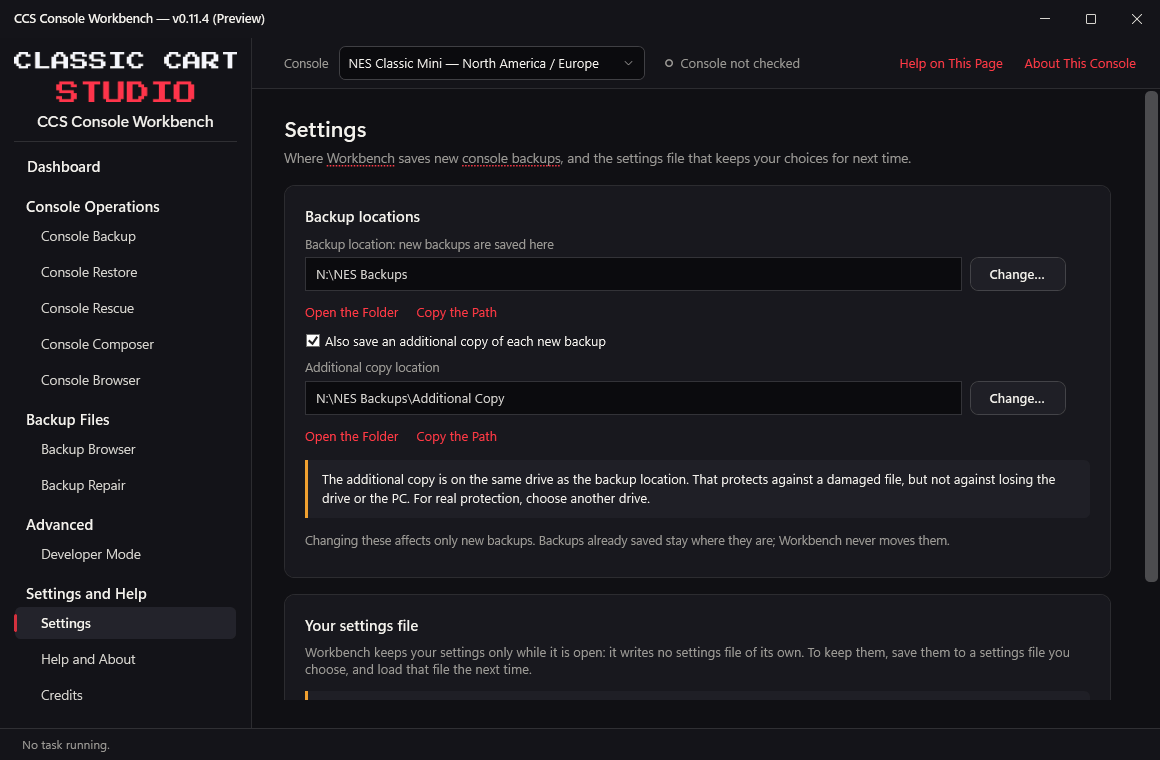 CCS Console Workbench — v0.11.4 (Preview)
CLASSIC CART
STUDIO
CCS Console Workbench
Dashboard
Console Operations
Console Backup
Console Restore
Console Rescue
Console Composer
Console Browser
Backup Files
Backup Browser
Backup Repair
Advanced
Developer Mode
Settings and Help
Settings
Help and About
Credits
Console
NES Classic Mini — North America / Europe
Console not checked
Help on This Page
About This Console
Settings
Where Workbench saves new console backups, and the settings file that keeps your choices for next time.
Backup locations
Backup location: new backups are saved here
N:\NES Backups
Change...
Open the Folder
Copy the Path
Also save an additional copy of each new backup
Additional copy location
N:\NES Backups\Additional Copy
Change...
Open the Folder
Copy the Path
The additional copy is on the same drive as the backup location. That protects against a damaged file, but not against losing the
drive or the PC. For real protection, choose another drive.
Changing these affects only new backups. Backups already saved stay where they are; Workbench never moves them.
Your settings file
Workbench keeps your settings only while it is open: it writes no settings file of its own. To keep them, save them to a settings file you
choose, and load that file the next time.
No task running.